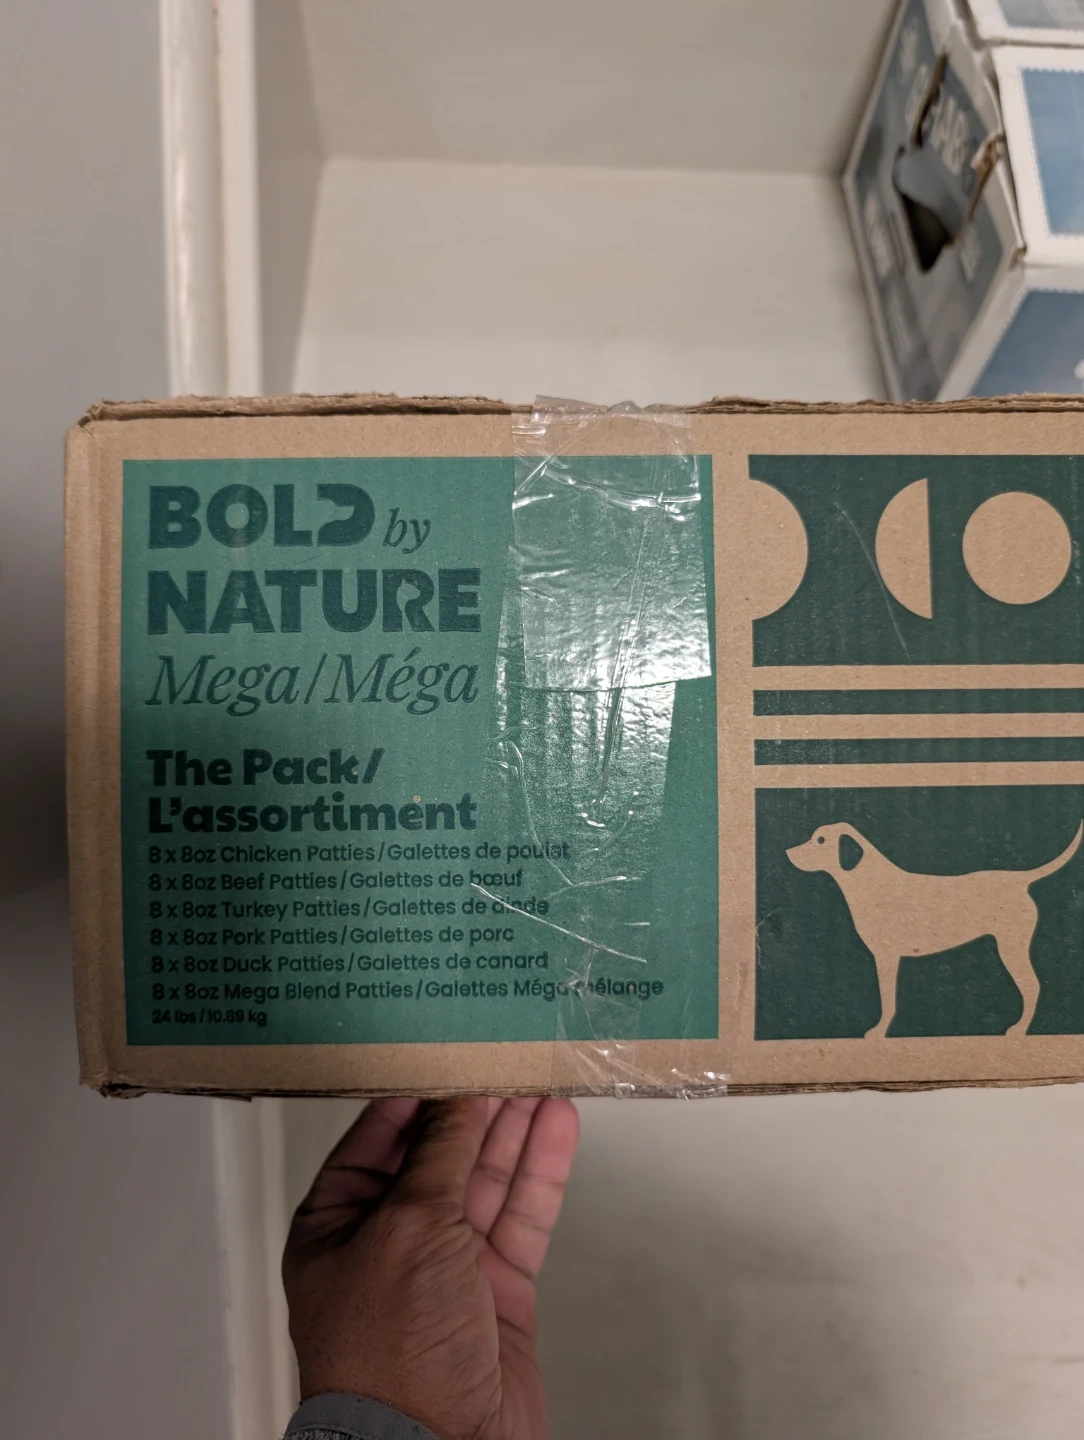 BOLD by
NATURE
Mega/Méga
The Pack/
L'assortiment
8 x 8oz Chicken Patties/Galettes de poulet
8 x 8oz Beef Patties/Galettes de bœuf
8 x 8oz Turkey Patties/Galettes de dinde
8 x 8oz Pork Patties/Galettes de porc
8 x 8oz Duck Patties/Galettes de canard
8 x 8oz Mega Blend Patties/Galettes Méga mélange
24 lbs / 10.89 kg